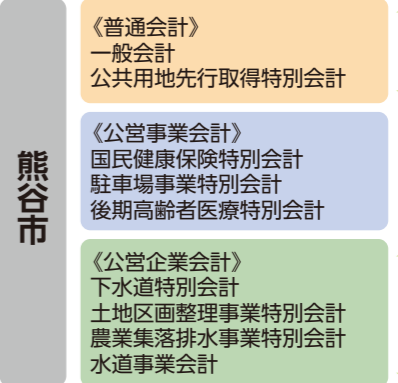 熊谷市
《普通会計》
一般会計
公共用地先行取得特別会計
《公営事業会計》
国民健康保険特別会計
駐車場事業特別会計
後期高齢者医療特別会計
《公営企業会計》
下水道特別会計
土地区画整理事業特別会計
農業集落排水事業特別会計
水道事業会計